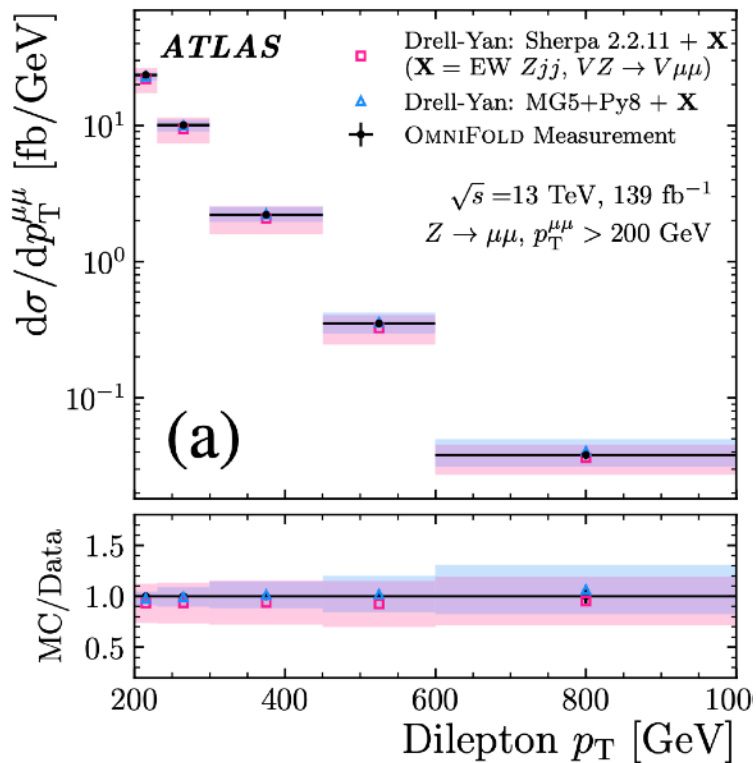 ATLAS
Drell-Yan: Sherpa 2.2.11 + X
(X = EW Zjj, VZ → Vμμ)
Drell-Yan: MG5+Py8 + X
OMNIFOLD Measurement
√s =13 TeV, 139 fb⁻¹
Z → μμ, p_T^μμ > 200 GeV
dσ/dp_T^μμ [fb/GeV]
10¹
10⁰
10⁻¹
(a)
MC/Data
1.5
1.0
0.5
200 400 600 800 1000
Dilepton p_T [GeV]